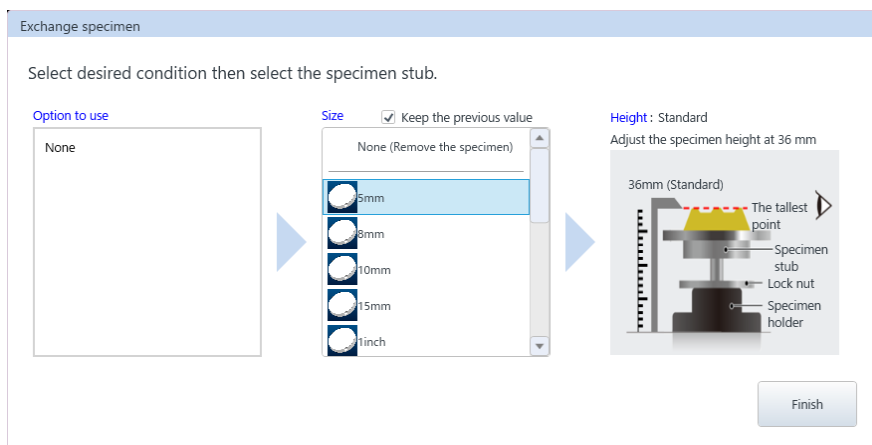 Exchange specimen
Select desired condition then select the specimen stub.
Option to use
None
Size
Keep the previous value
None (Remove the specimen)
5mm
8mm
10mm
15mm
1inch
Height : Standard
Adjust the specimen height at 36 mm
36mm (Standard)
The tallest
point
Specimen
stub
Lock nut
Specimen
holder
Finish